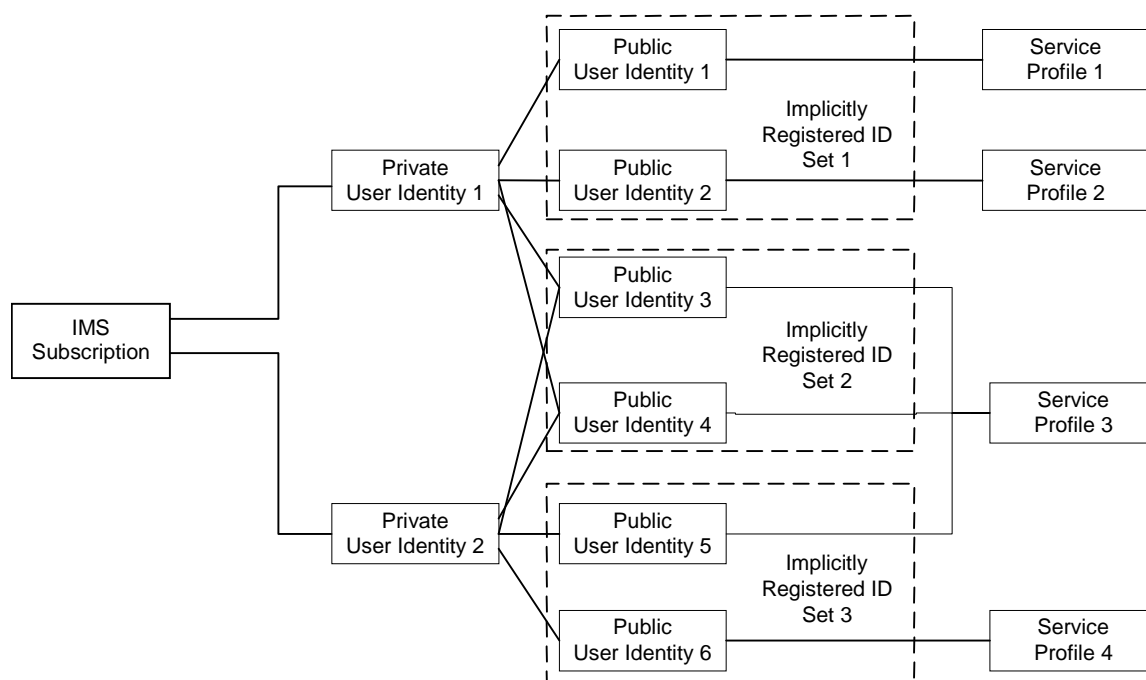 Public
User Identity 1
Service
Profile 1
Implicitly
Registered ID
Set 1
Private
User Identity 1
Public
User Identity 2
Service
Profile 2
Public
User Identity 3
IMS
Subscription
Implicitly
Registered ID
Set 2
Public
User Identity 4
Service
Profile 3
Private
User Identity 2
Public
User Identity 5
Implicitly
Registered ID
Set 3
Public
User Identity 6
Service
Profile 4